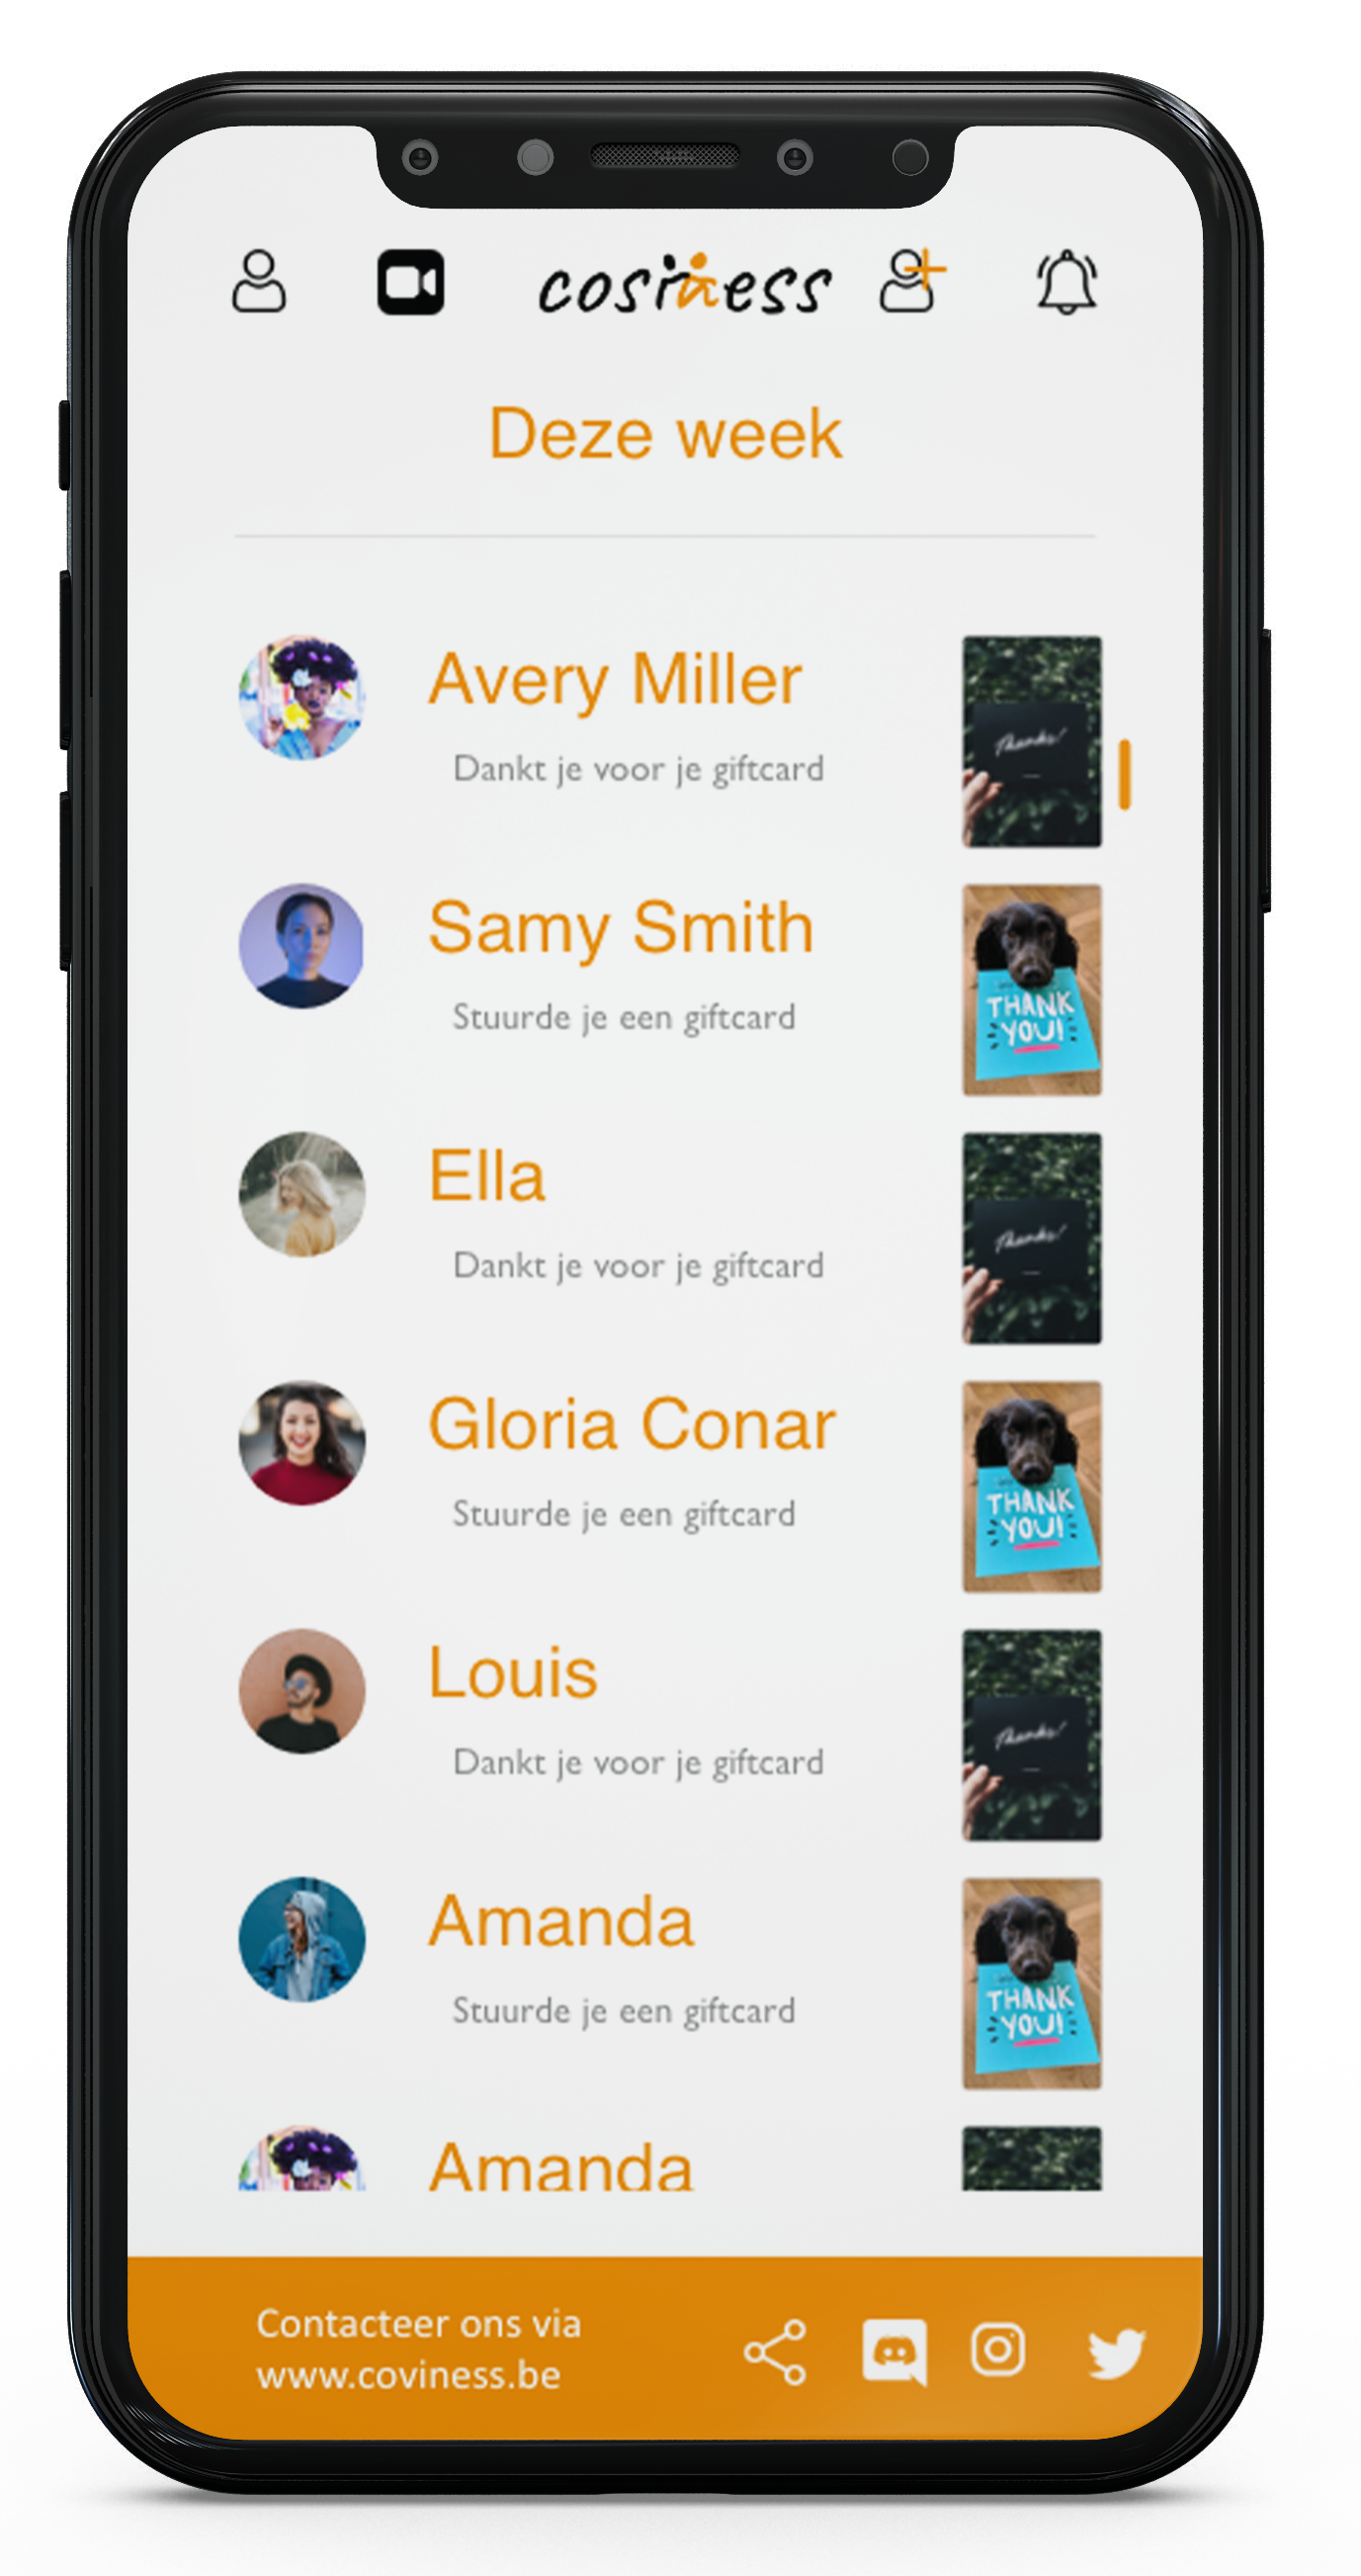 cosiness
Deze week
Avery Miller
Dankt je voor je giftcard
Thanks!
Samy Smith
Stuurde je een giftcard
THANK
YOU!
Ella
Dankt je voor je giftcard
Thanks!
Gloria Conar
Stuurde je een giftcard
THANK
YOU!
Louis
Dankt je voor je giftcard
Thanks!
Amanda
Stuurde je een giftcard
THANK
YOU!
Amanda
Contacteer ons via
www.coviness.be